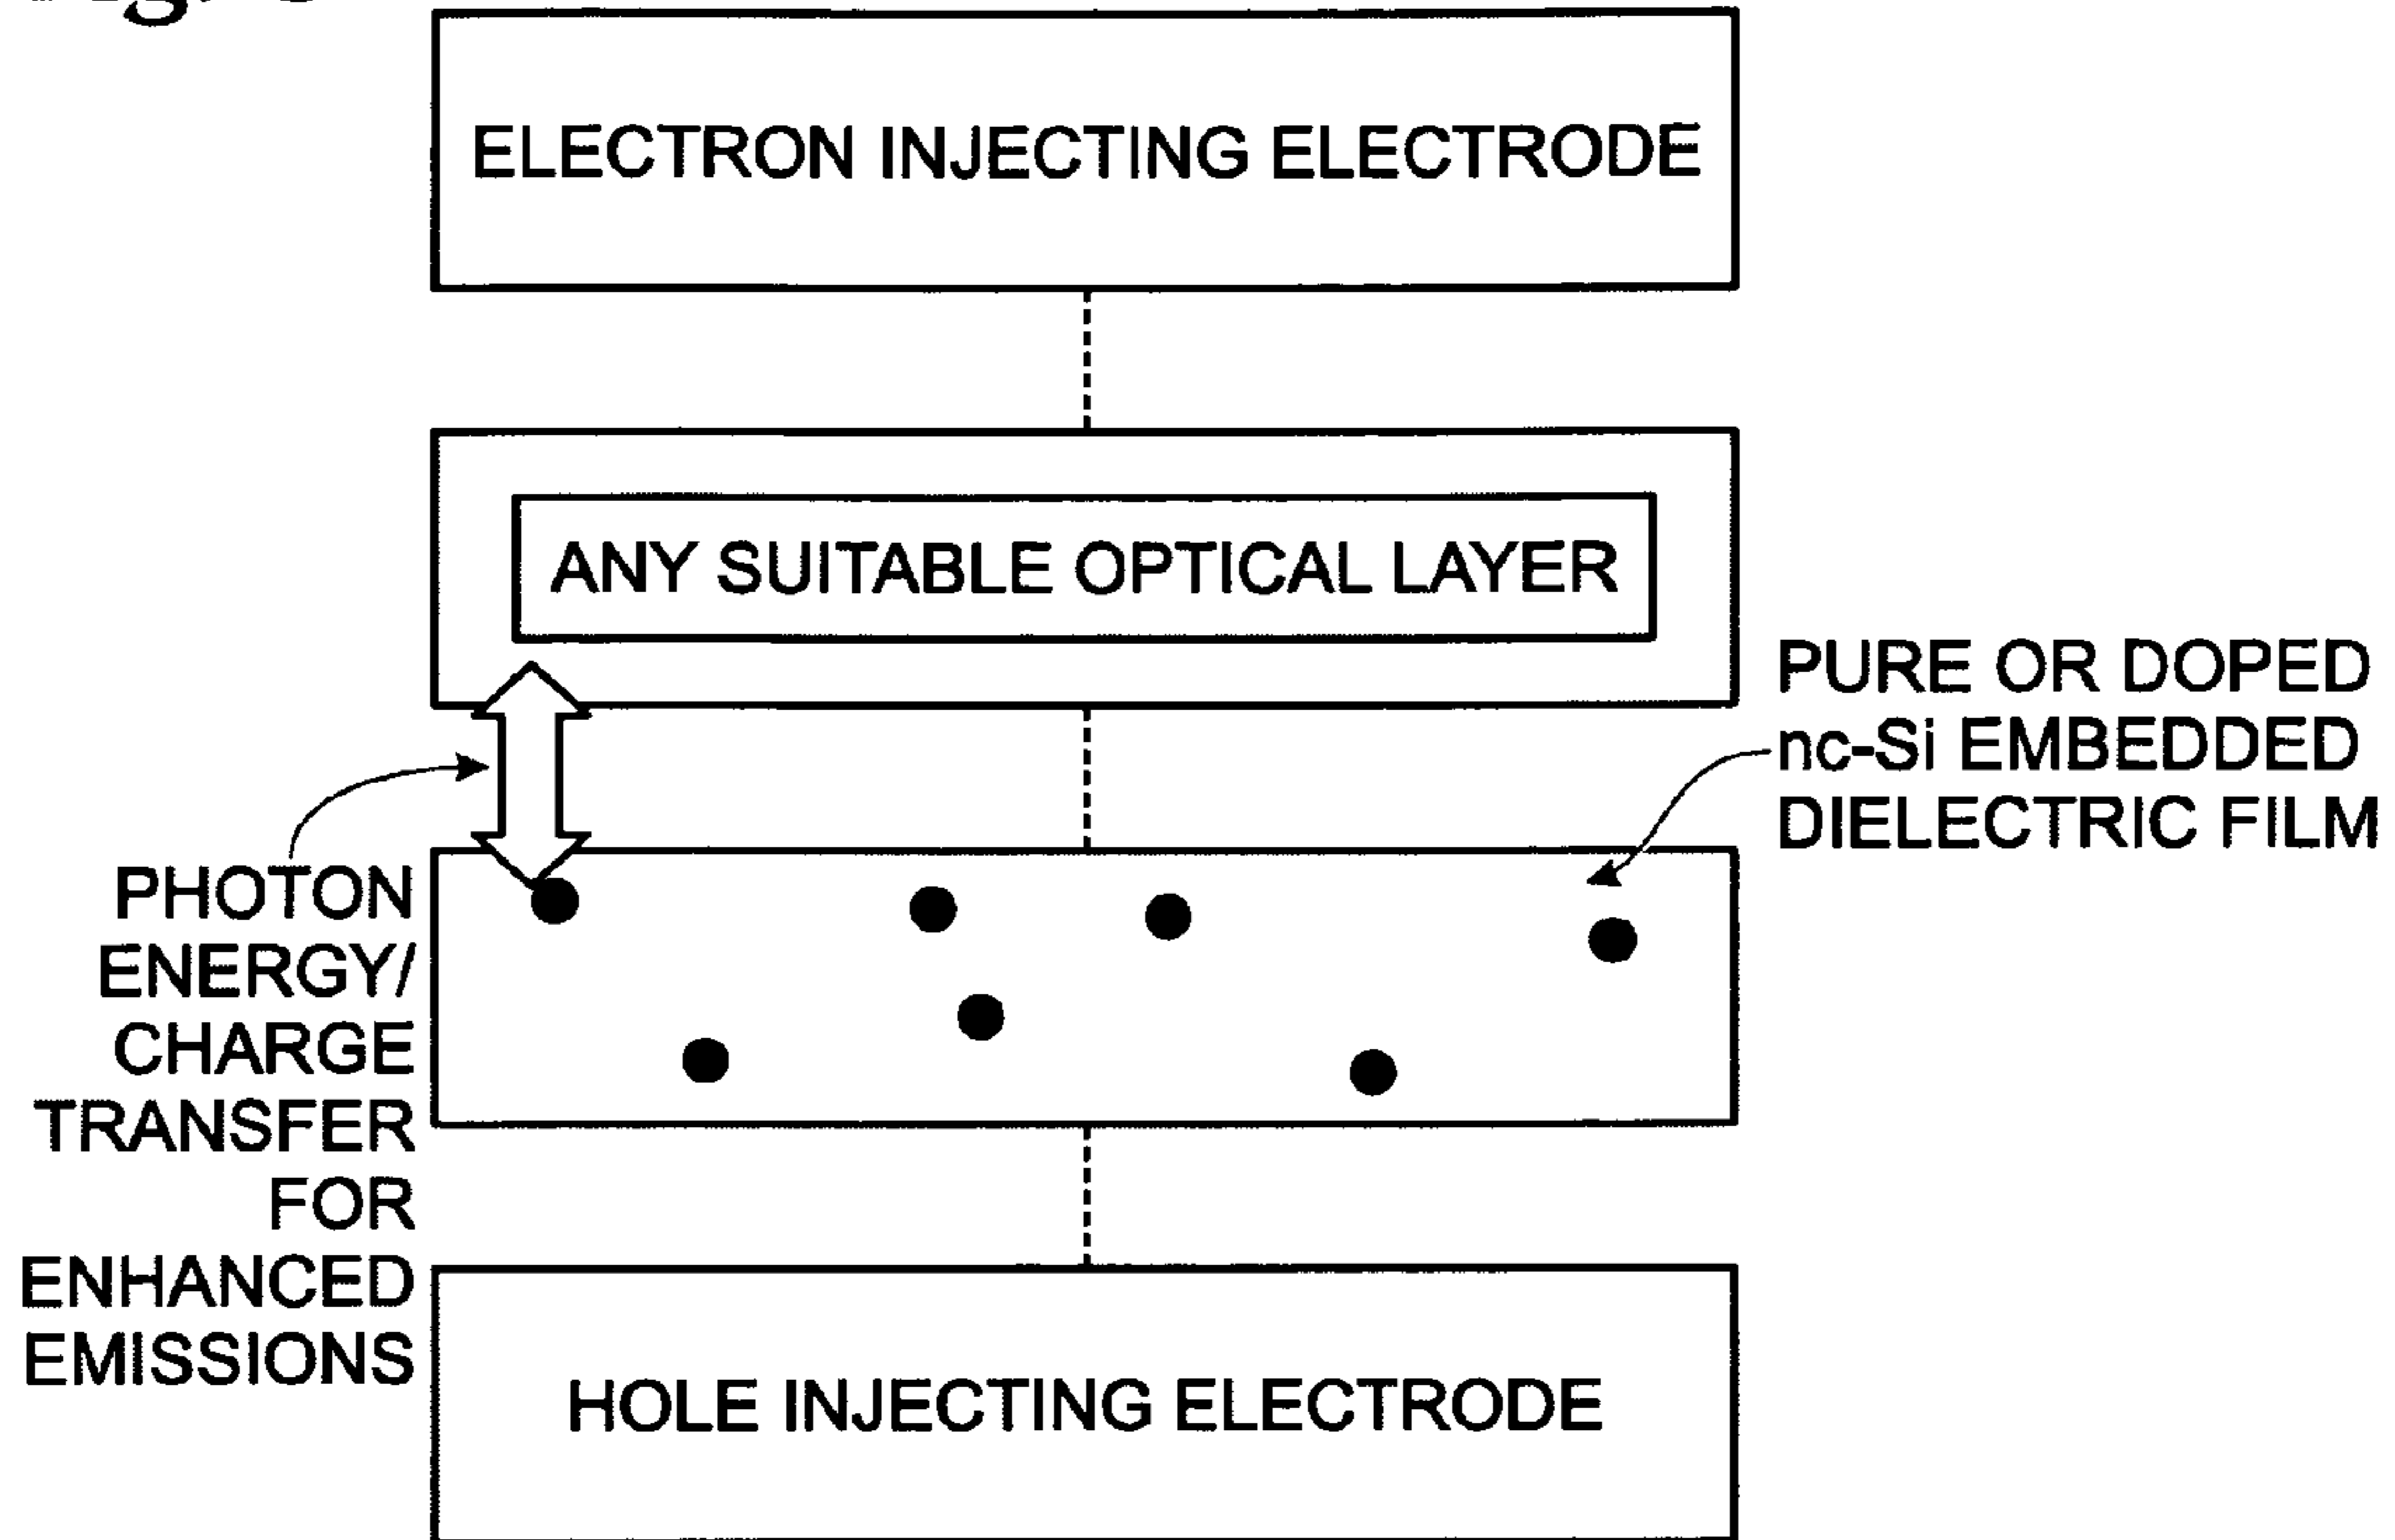 ELECTRON INJECTING ELECTRODE
ANY SUITABLE OPTICAL LAYER
PURE OR DOPED
nc-Si EMBEDDED
DIELECTRIC FILM
PHOTON
ENERGY/
CHARGE
TRANSFER
FOR
ENHANCED
EMISSIONS
HOLE INJECTING ELECTRODE